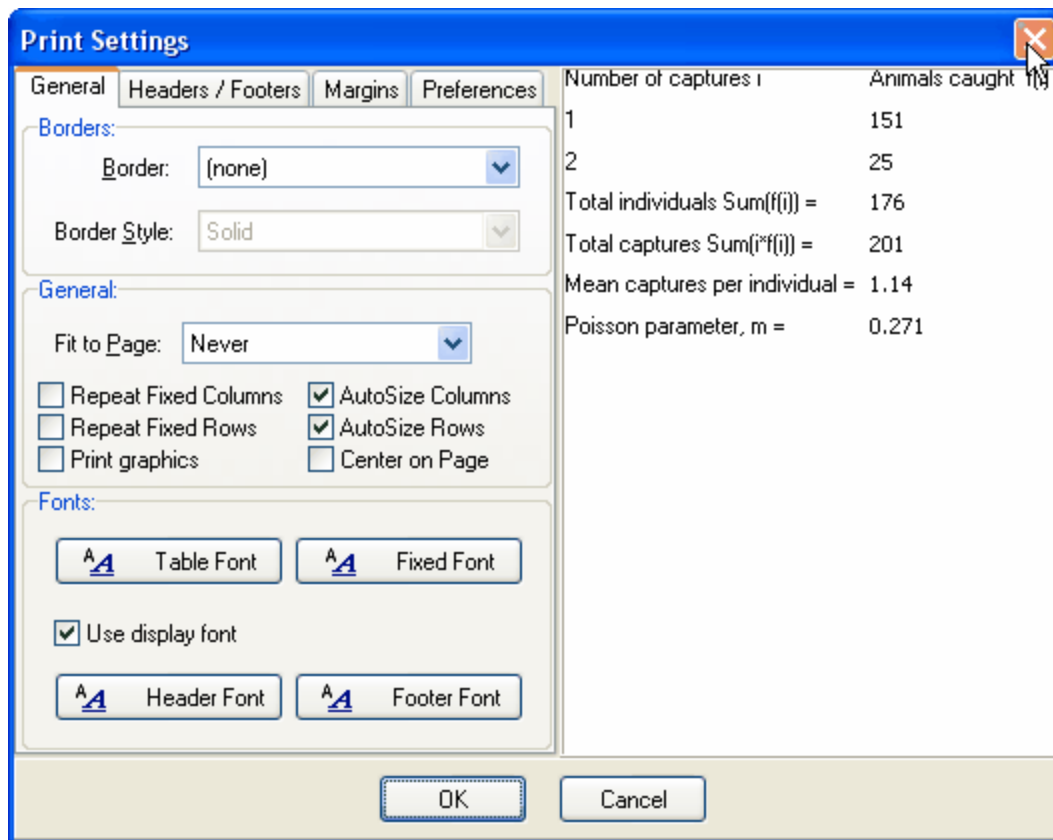 Print Settings
General Headers / Footers Margins Preferences
Borders:
Border: (none)
Border Style: Solid
General:
Fit to Page: Never
Repeat Fixed Columns AutoSize Columns
Repeat Fixed Rows AutoSize Rows
Print graphics Center on Page
Fonts:
Table Font Fixed Font
Use display font
Header Font Footer Font
Number of captures i Animals caught
1 151
2 25
Total individuals Sum(f(i)) = 176
Total captures Sum(i*f(i)) = 201
Mean captures per individual = 1.14
Poisson parameter, m = 0.271
OK Cancel